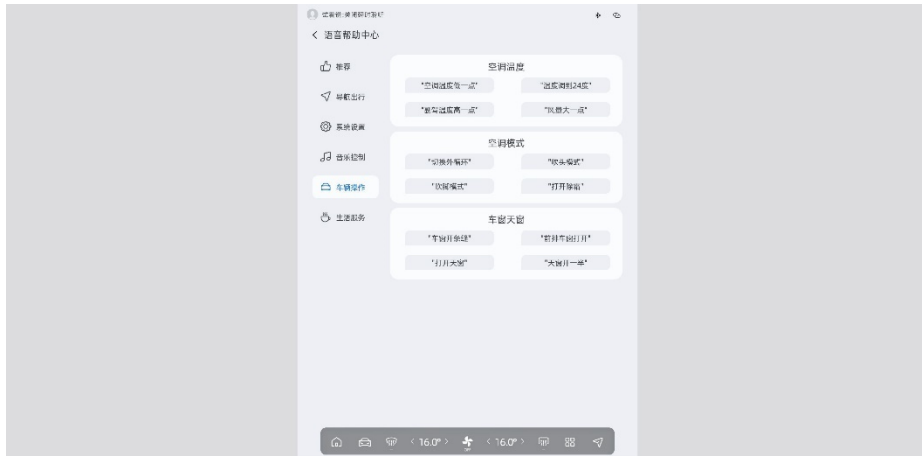 语音帮助中心
推荐
导航出行
系统设置
音乐控制
车辆操作
生活服务
空调温度
"空调温度低一点"
"温度调到24度"
"副驾温度高一点"
"风量大一点"
空调模式
"切换外循环"
"吹头模式"
"吹脚模式"
"打开除霜"
车窗天窗
"车窗开条缝"
"前排车窗打开"
"打开天窗"
"天窗开一半"
16.0°
16.0°